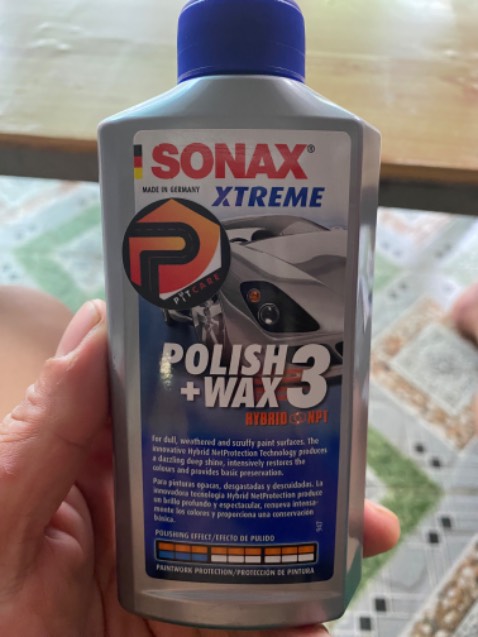 SONAX®
MADE IN GERMANY
XTREME
P
PITCARE
POLISH
+WAX 3
HYBRID NPT
For dull, weathered and scruffy paint surfaces. The
innovative Hybrid NetProtection Technology produces
a dazzling deep shine, intensively restores the
colours and provides basic preservation.
Para pinturas opacas, desgastadas y descuidadas. La
innovadora tecnología Hybrid NetProtection produce
un brillo profundo y espectacular, renueva intensa-
mente los colores y proporciona una conservación
básica.
POLISHING EFFECT/EFECTO DE PULIDO
PAINTWORK PROTECTION/PROTECCIÓN DE PINTURA